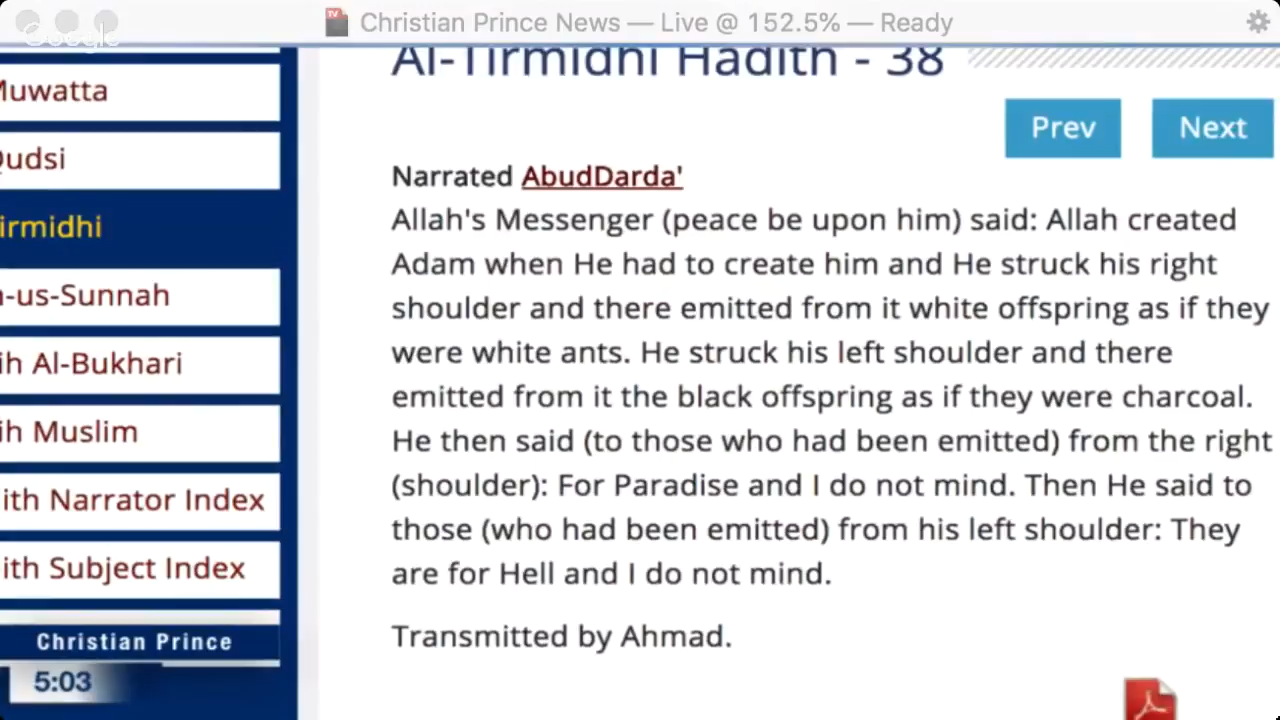 Christian Prince News — Live @ 152.5% — Ready
Google
Al-Tirmidhi Hadith - 38
Muwatta
Qudsi
irmidhi
-us-Sunnah
ih Al-Bukhari
ih Muslim
ith Narrator Index
ith Subject Index
Christian Prince
5:03
Prev Next
Narrated AbudDarda'
Allah's Messenger (peace be upon him) said: Allah created
Adam when He had to create him and He struck his right
shoulder and there emitted from it white offspring as if they
were white ants. He struck his left shoulder and there
emitted from it the black offspring as if they were charcoal.
He then said (to those who had been emitted) from the right
(shoulder): For Paradise and I do not mind. Then He said to
those (who had been emitted) from his left shoulder: They
are for Hell and I do not mind.
Transmitted by Ahmad.